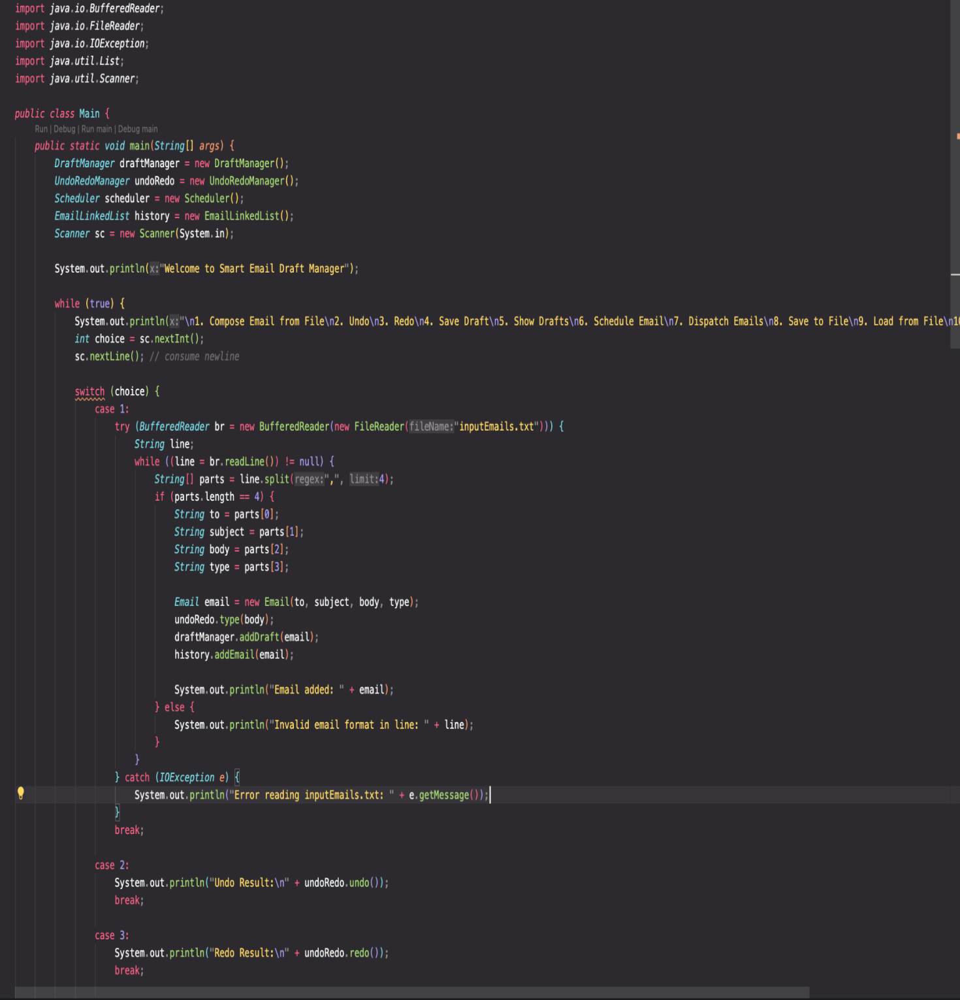 import java.io.BufferedReader;
import java.io.FileReader;
import java.io.IOException;
import java.util.List;
import java.util.Scanner;
public class Main {
Run | Debug | Run main | Debug main
public static void main(String[] args) {
DraftManager draftManager = new DraftManager();
UndoRedoManager undoRedo = new UndoRedoManager();
Scheduler scheduler = new Scheduler();
EmailLinkedList history = new EmailLinkedList();
Scanner sc = new Scanner(System.in);
System.out.println(x:"Welcome to Smart Email Draft Manager");
while (true) {
System.out.println(x:"\n1. Compose Email from File\n2. Undo\n3. Redo\n4. Save Draft\n5. Show Drafts\n6. Schedule Email\n7. Dispatch Emails\n8. Save to File\n9. Load from File\n10
int choice = sc.nextInt();
sc.nextLine(); // consume newline
switch (choice) {
case 1:
try (BufferedReader br = new BufferedReader(new FileReader(fileName:"inputEmails.txt"))) {
String line;
while ((line = br.readLine()) != null) {
String[] parts = line.split(regex:",", limit:4);
if (parts.length == 4) {
String to = parts[0];
String subject = parts[1];
String body = parts[2];
String type = parts[3];
Email email = new Email(to, subject, body, type);
undoRedo.type(body);
draftManager.addDraft(email);
history.addEmail(email);
System.out.println("Email added: " + email);
} else {
System.out.println("Invalid email format in line: " + line);
}
}
} catch (IOException e) {
System.out.println("Error reading inputEmails.txt: " + e.getMessage());
}
break;
case 2:
System.out.println("Undo Result:\n" + undoRedo.undo());
break;
case 3:
System.out.println("Redo Result:\n" + undoRedo.redo());
break;